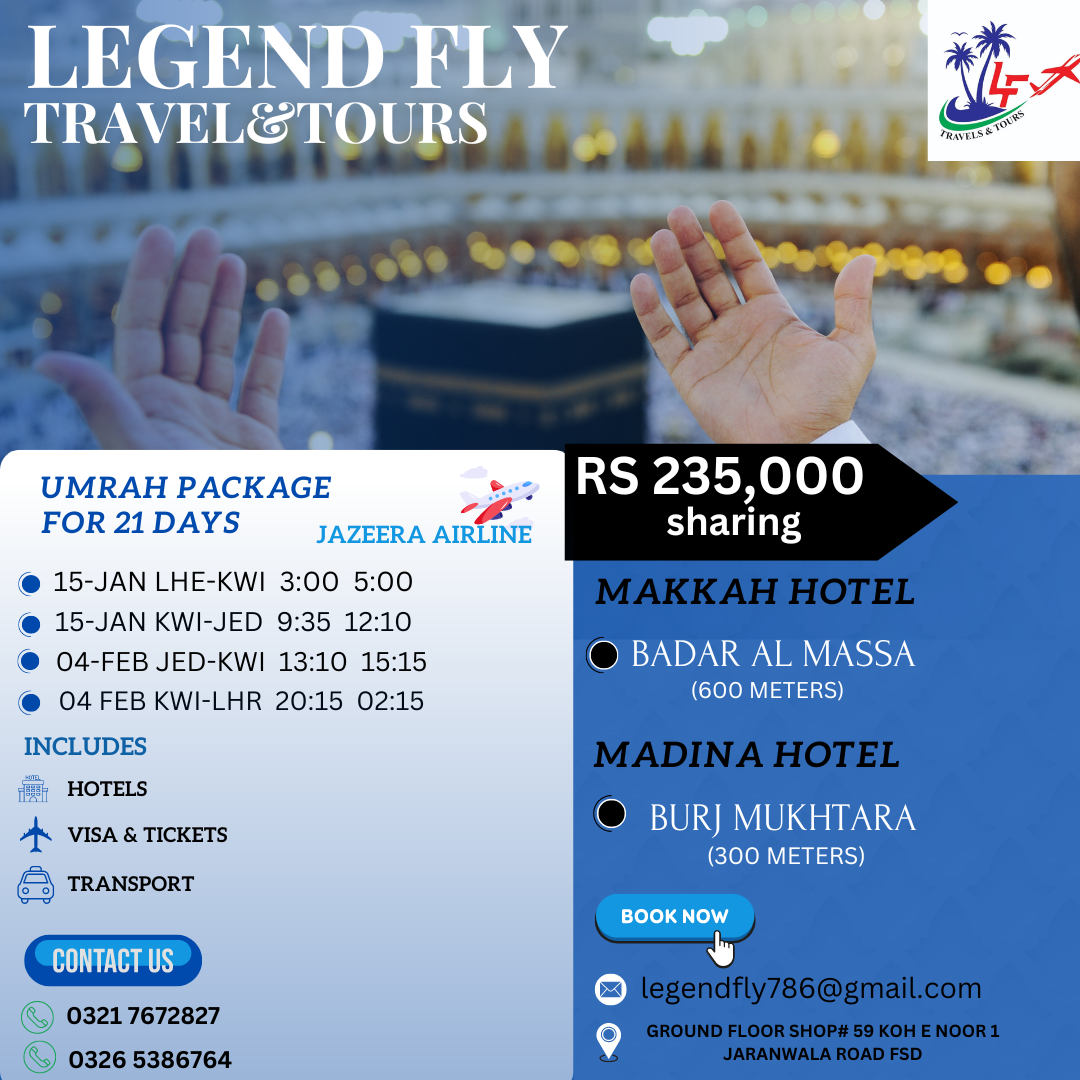 LEGEND FLY
TRAVEL&TOURS
LF
TRAVELS & TOURS
UMRAH PACKAGE
FOR 21 DAYS
JAZEERA AIRLINE
15-JAN LHE-KWI 3:00 5:00
15-JAN KWI-JED 9:35 12:10
04-FEB JED-KWI 13:10 15:15
04 FEB KWI-LHR 20:15 02:15
INCLUDES
HOTEL
HOTELS
VISA & TICKETS
TRANSPORT
CONTACT US
0321 7672827
0326 5386764
RS 235,000
sharing
MAKKAH HOTEL
BADAR AL MASSA
(600 METERS)
MADINA HOTEL
BURJ MUKHTARA
(300 METERS)
BOOK NOW
legendfly786@gmail.com
GROUND FLOOR SHOP# 59 KOH E NOOR 1
JARANWALA ROAD FSD